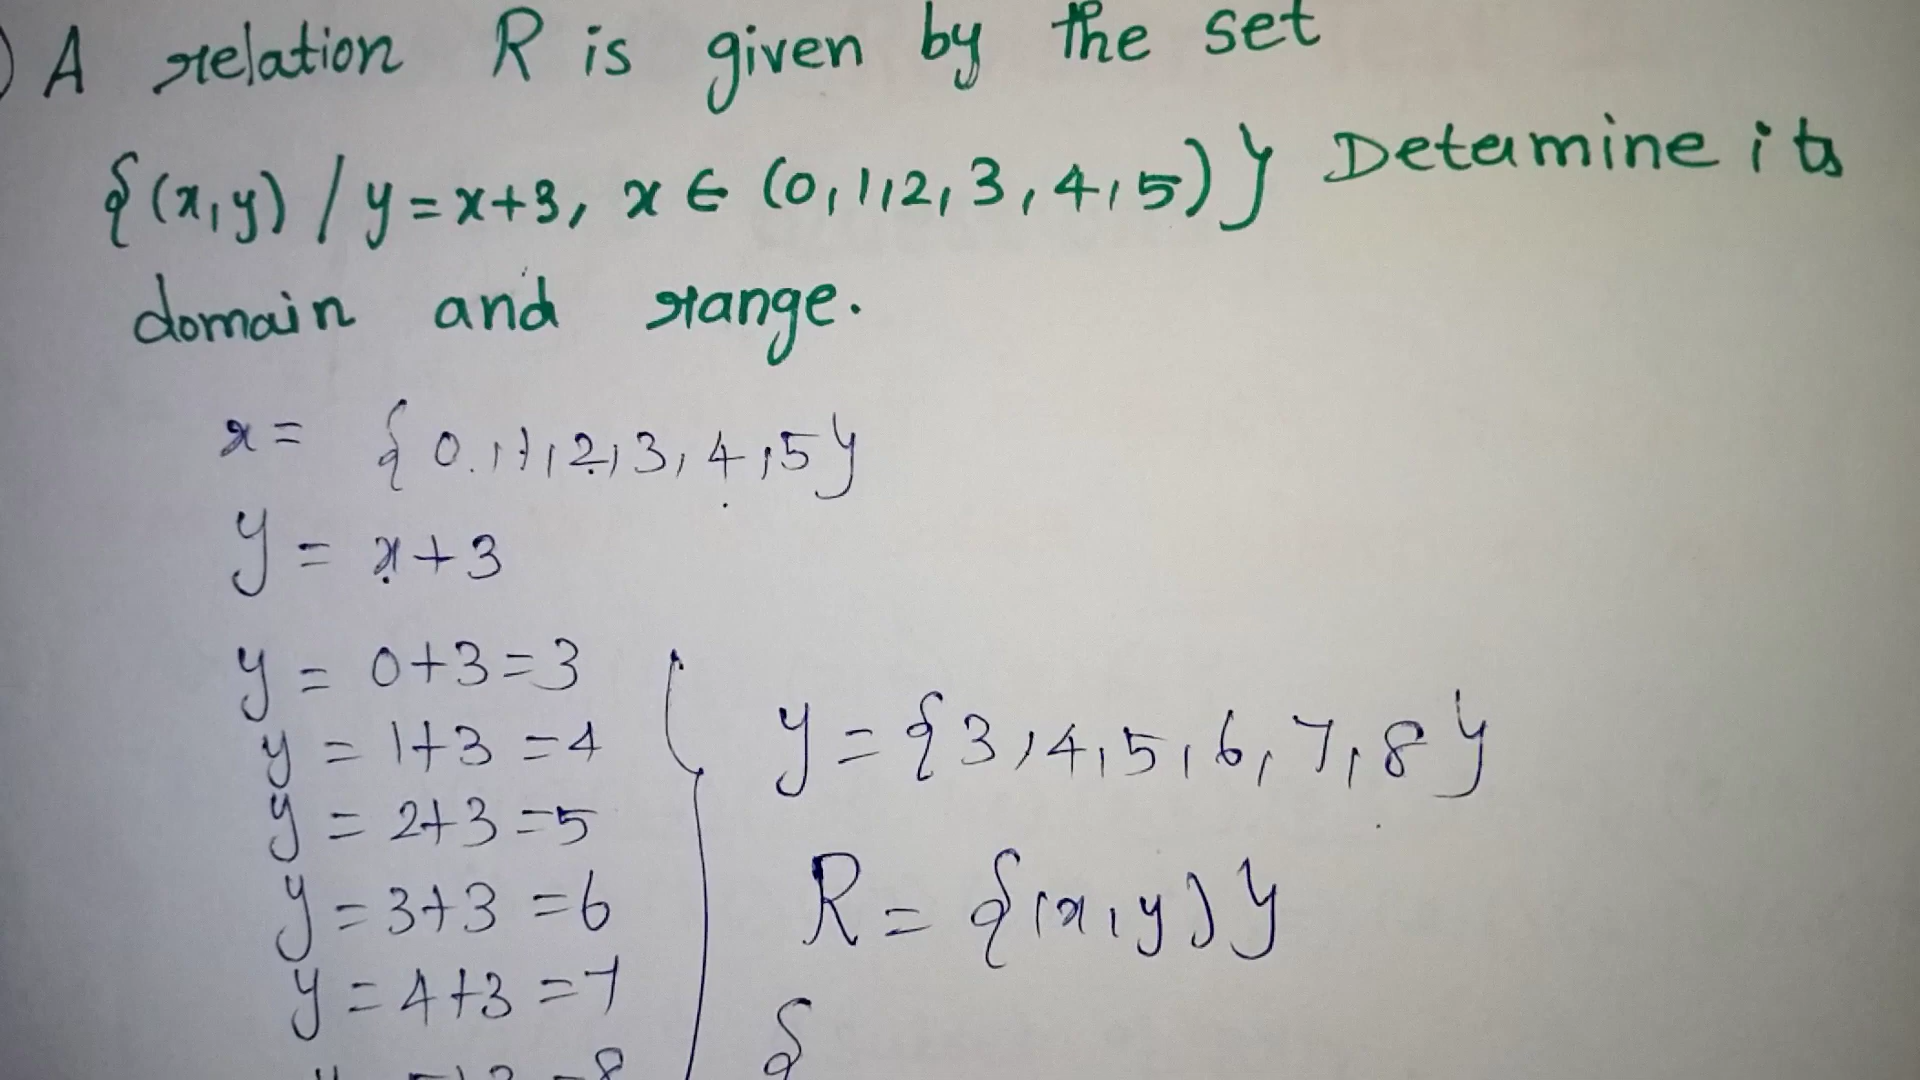 ) A relation R is given by the set
{(x,y) / y=x+3, x ∈ (0,1,2,3,4,5)} Determine its
domain and range.
x = {0,1,2,3,4,5}
y = x+3
y = 0+3=3
y = 1+3=4
y = {3,4,5,6,7,8}
y = 2+3=5
y = 3+3=6
R = {(x,y)}
y = 4+3=7
{